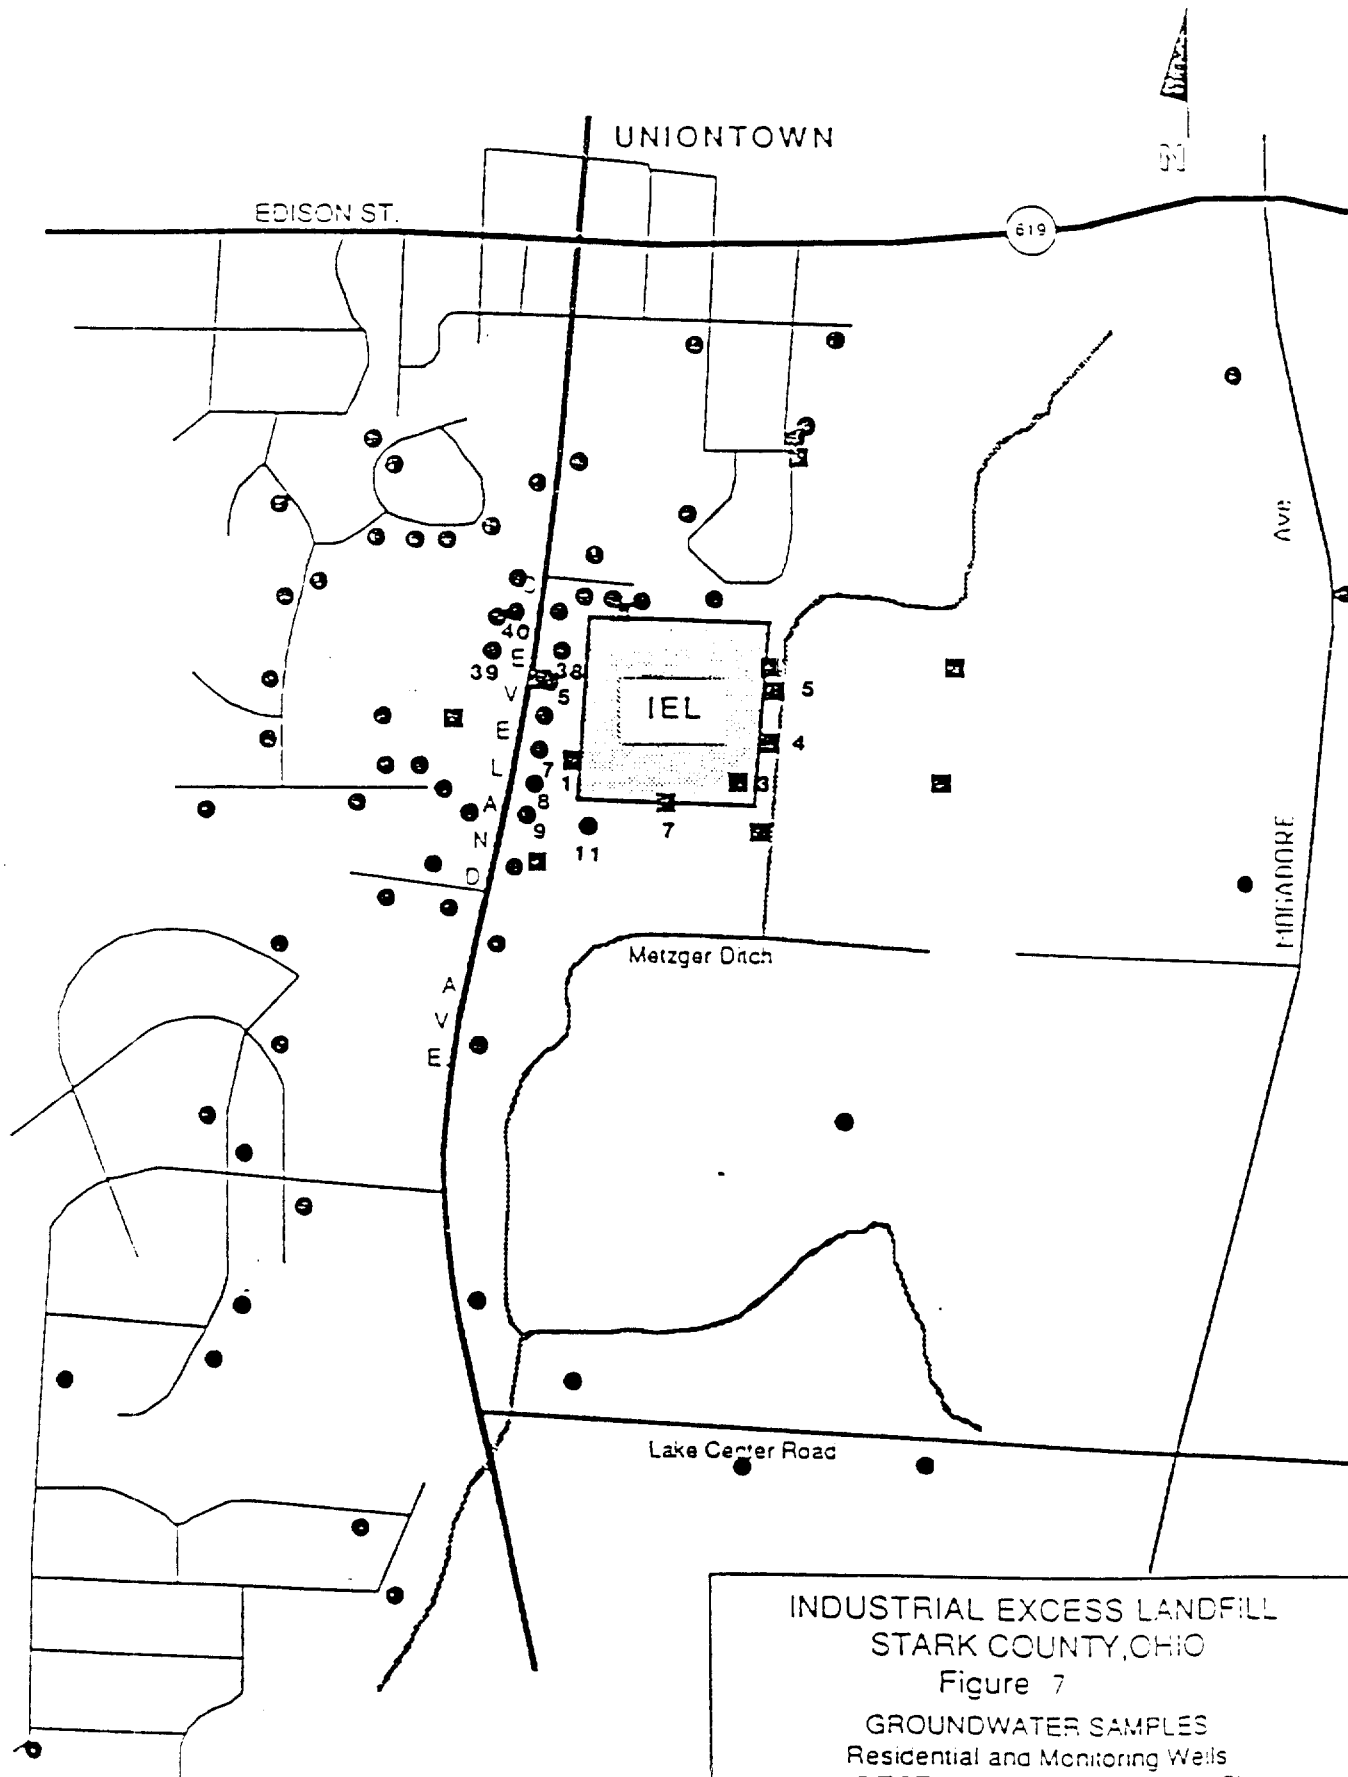 UNIONTOWN
N
EDISON ST.
619
AVE
40
39
38
5
IEL
5
4
7
1
3
8
9
7
11
CLEVELAND AVE
MOGADORE
Metzger Ditch
Lake Center Road
INDUSTRIAL EXCESS LANDFILL
STARK COUNTY, OHIO
Figure 7
GROUNDWATER SAMPLES
Residential and Monitoring Wells